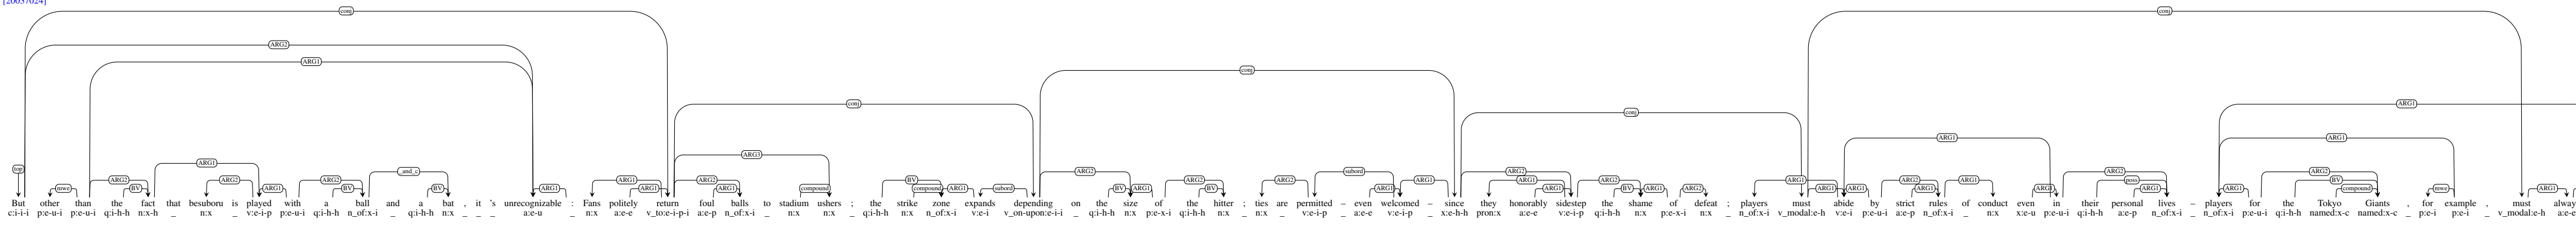 [20057024]
conj
conj
ARG2
ARG1
conj
conj
ARG1
conj
ARG1 ARG1
ARG3
top ARG1 _and_c ARG2 subord ARG2 poss ARG2
mwe ARG2 BV ARG2 ARG1 ARG2 BV BV ARG1 ARG1 ARG1 ARG2 ARG1 compound BV compound ARG1 subord BV ARG1 ARG2 BV ARG2 ARG1 ARG1 ARG1 ARG1 ARG2 BV ARG1 ARG2 ARG1 ARG1 ARG1 ARG2 ARG1 ARG1 ARG1 ARG1 ARG1 BV compound mwe ARG1
But other than the fact that besuboru is played with a ball and a bat , it 's unrecognizable : Fans politely return foul balls to stadium ushers ; the strike zone expands depending on the size of the hitter ; ties are permitted – even welcomed – since they honorably sidestep the shame of defeat ; players must abide by strict rules of conduct even in their personal lives – players for the Tokyo Giants , for example , must always
c:i-i-i p:e-u-i p:e-u-i q:i-h-h n:x-h _ n:x _ v:e-i-p p:e-u-i q:i-h-h n_of:x-i _ q:i-h-h n:x _ _ _ a:e-u _ n:x a:e-e v_to:e-i-p-i a:e-p n_of:x-i _ n:x n:x _ q:i-h-h n:x n_of:x-i v:e-i v_on-upon:e-i-i _ q:i-h-h n:x p:e-x-i q:i-h-h n:x _ n:x _ v:e-i-p _ a:e-e v:e-i-p _ x:e-h-h pron:x a:e-e v:e-i-p q:i-h-h n:x p:e-x-i n:x _ n_of:x-i v_modal:e-h v:e-i p:e-u-i a:e-p n_of:x-i _ n:x x:e-u p:e-u-i q:i-h-h a:e-p n_of:x-i _ n_of:x-i p:e-u-i q:i-h-h named:x-c named:x-c _ p:e-i p:e-i _ v_modal:e-h a:e-e